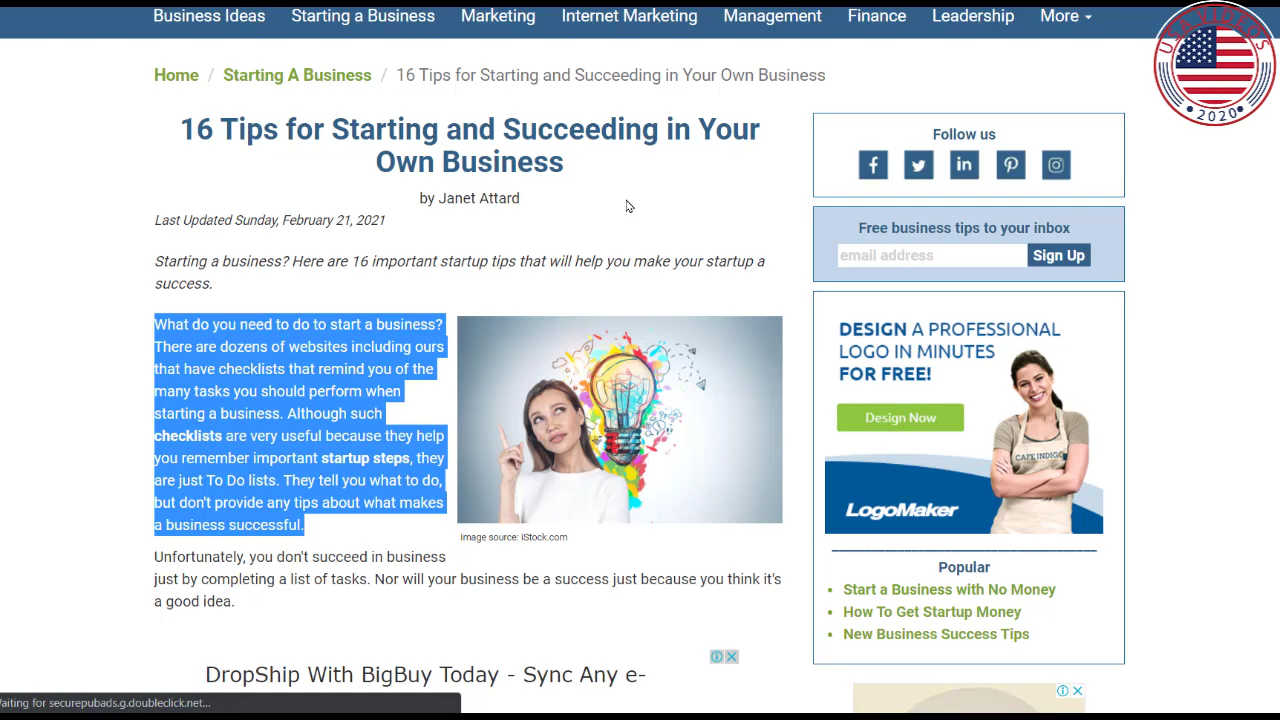 Business Ideas Starting a Business Marketing Internet Marketing Management Finance Leadership More
USA VIDEOS
2020
Home / Starting A Business / 16 Tips for Starting and Succeeding in Your Own Business
16 Tips for Starting and Succeeding in Your
Own Business
by Janet Attard
Last Updated Sunday, February 21, 2021
Starting a business? Here are 16 important startup tips that will help you make your startup a
success.
What do you need to do to start a business?
There are dozens of websites including ours
that have checklists that remind you of the
many tasks you should perform when
starting a business. Although such
checklists are very useful because they help
you remember important startup steps, they
are just To Do lists. They tell you what to do,
but don't provide any tips about what makes
a business successful.
Image source: iStock.com
Unfortunately, you don't succeed in business
just by completing a list of tasks. Nor will your business be a success just because you think it's
a good idea.
DropShip With BigBuy Today - Sync Any e-
Follow us
Free business tips to your inbox
email address Sign Up
DESIGN A PROFESSIONAL
LOGO IN MINUTES
FOR FREE!
Design Now
CAFE INDIGO
LogoMaker
Popular
Start a Business with No Money
How To Get Startup Money
New Business Success Tips
Waiting for securepubads.g.doubleclick.net...